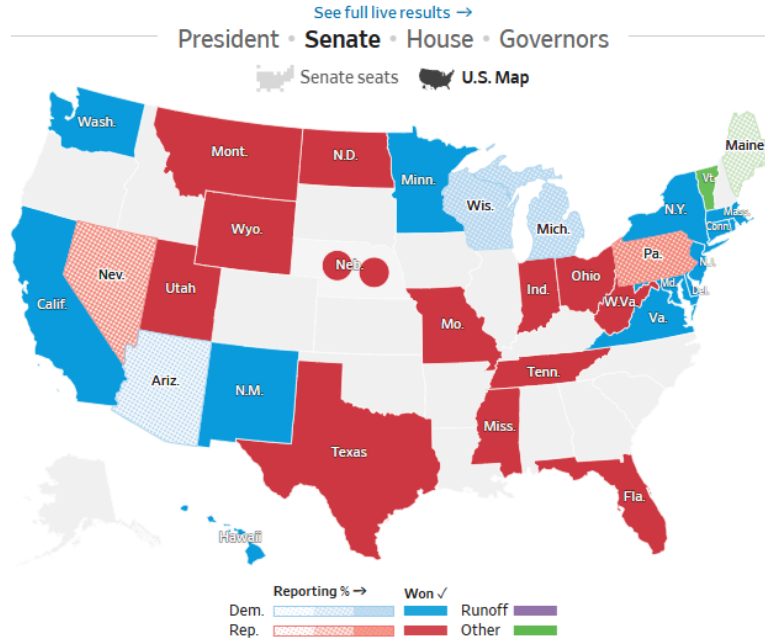 See full live results →
President • Senate • House • Governors
Senate seats U.S. Map
Wash.
Mont.
N.D.
Minn.
Maine
Vt.
Wis.
Mich.
N.Y.
Mass.
Conn.
Wyo.
Nev.
Utah
Neb.
Ind.
Ohio
Pa.
N.J.
Md.
Del.
W.Va.
Va.
Calif.
Mo.
Ariz.
N.M.
Tenn.
Miss.
Texas
Fla.
Hawaii
Reporting % → Won ✓
Dem. Runoff
Rep. Other